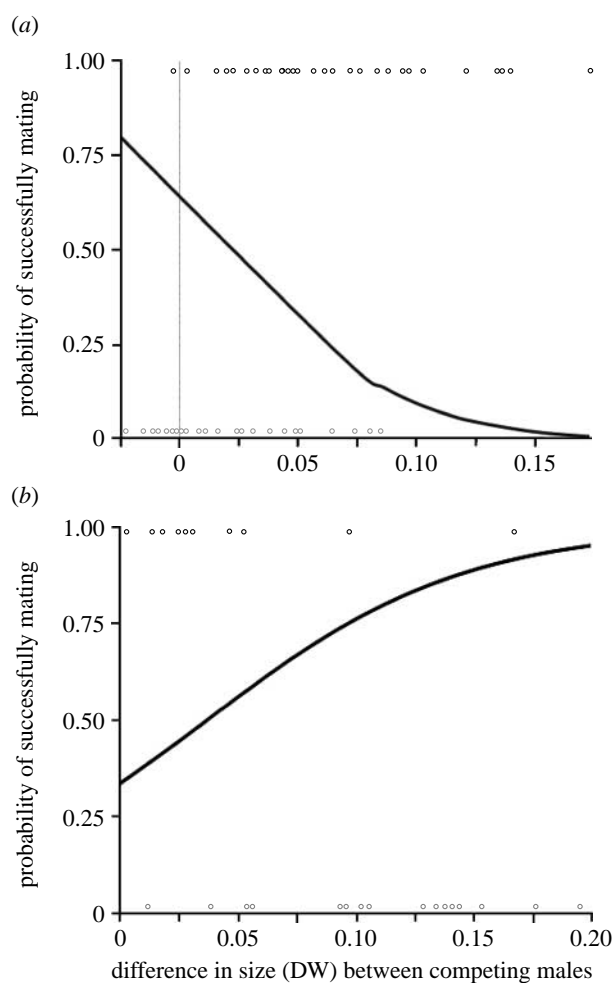 (a)
1.00
0.75
0.50
0.25
0
probability of successfully mating
0 0.05 0.10 0.15
(b)
1.00
0.75
0.50
0.25
0
probability of successfully mating
0 0.05 0.10 0.15 0.20
difference in size (DW) between competing males